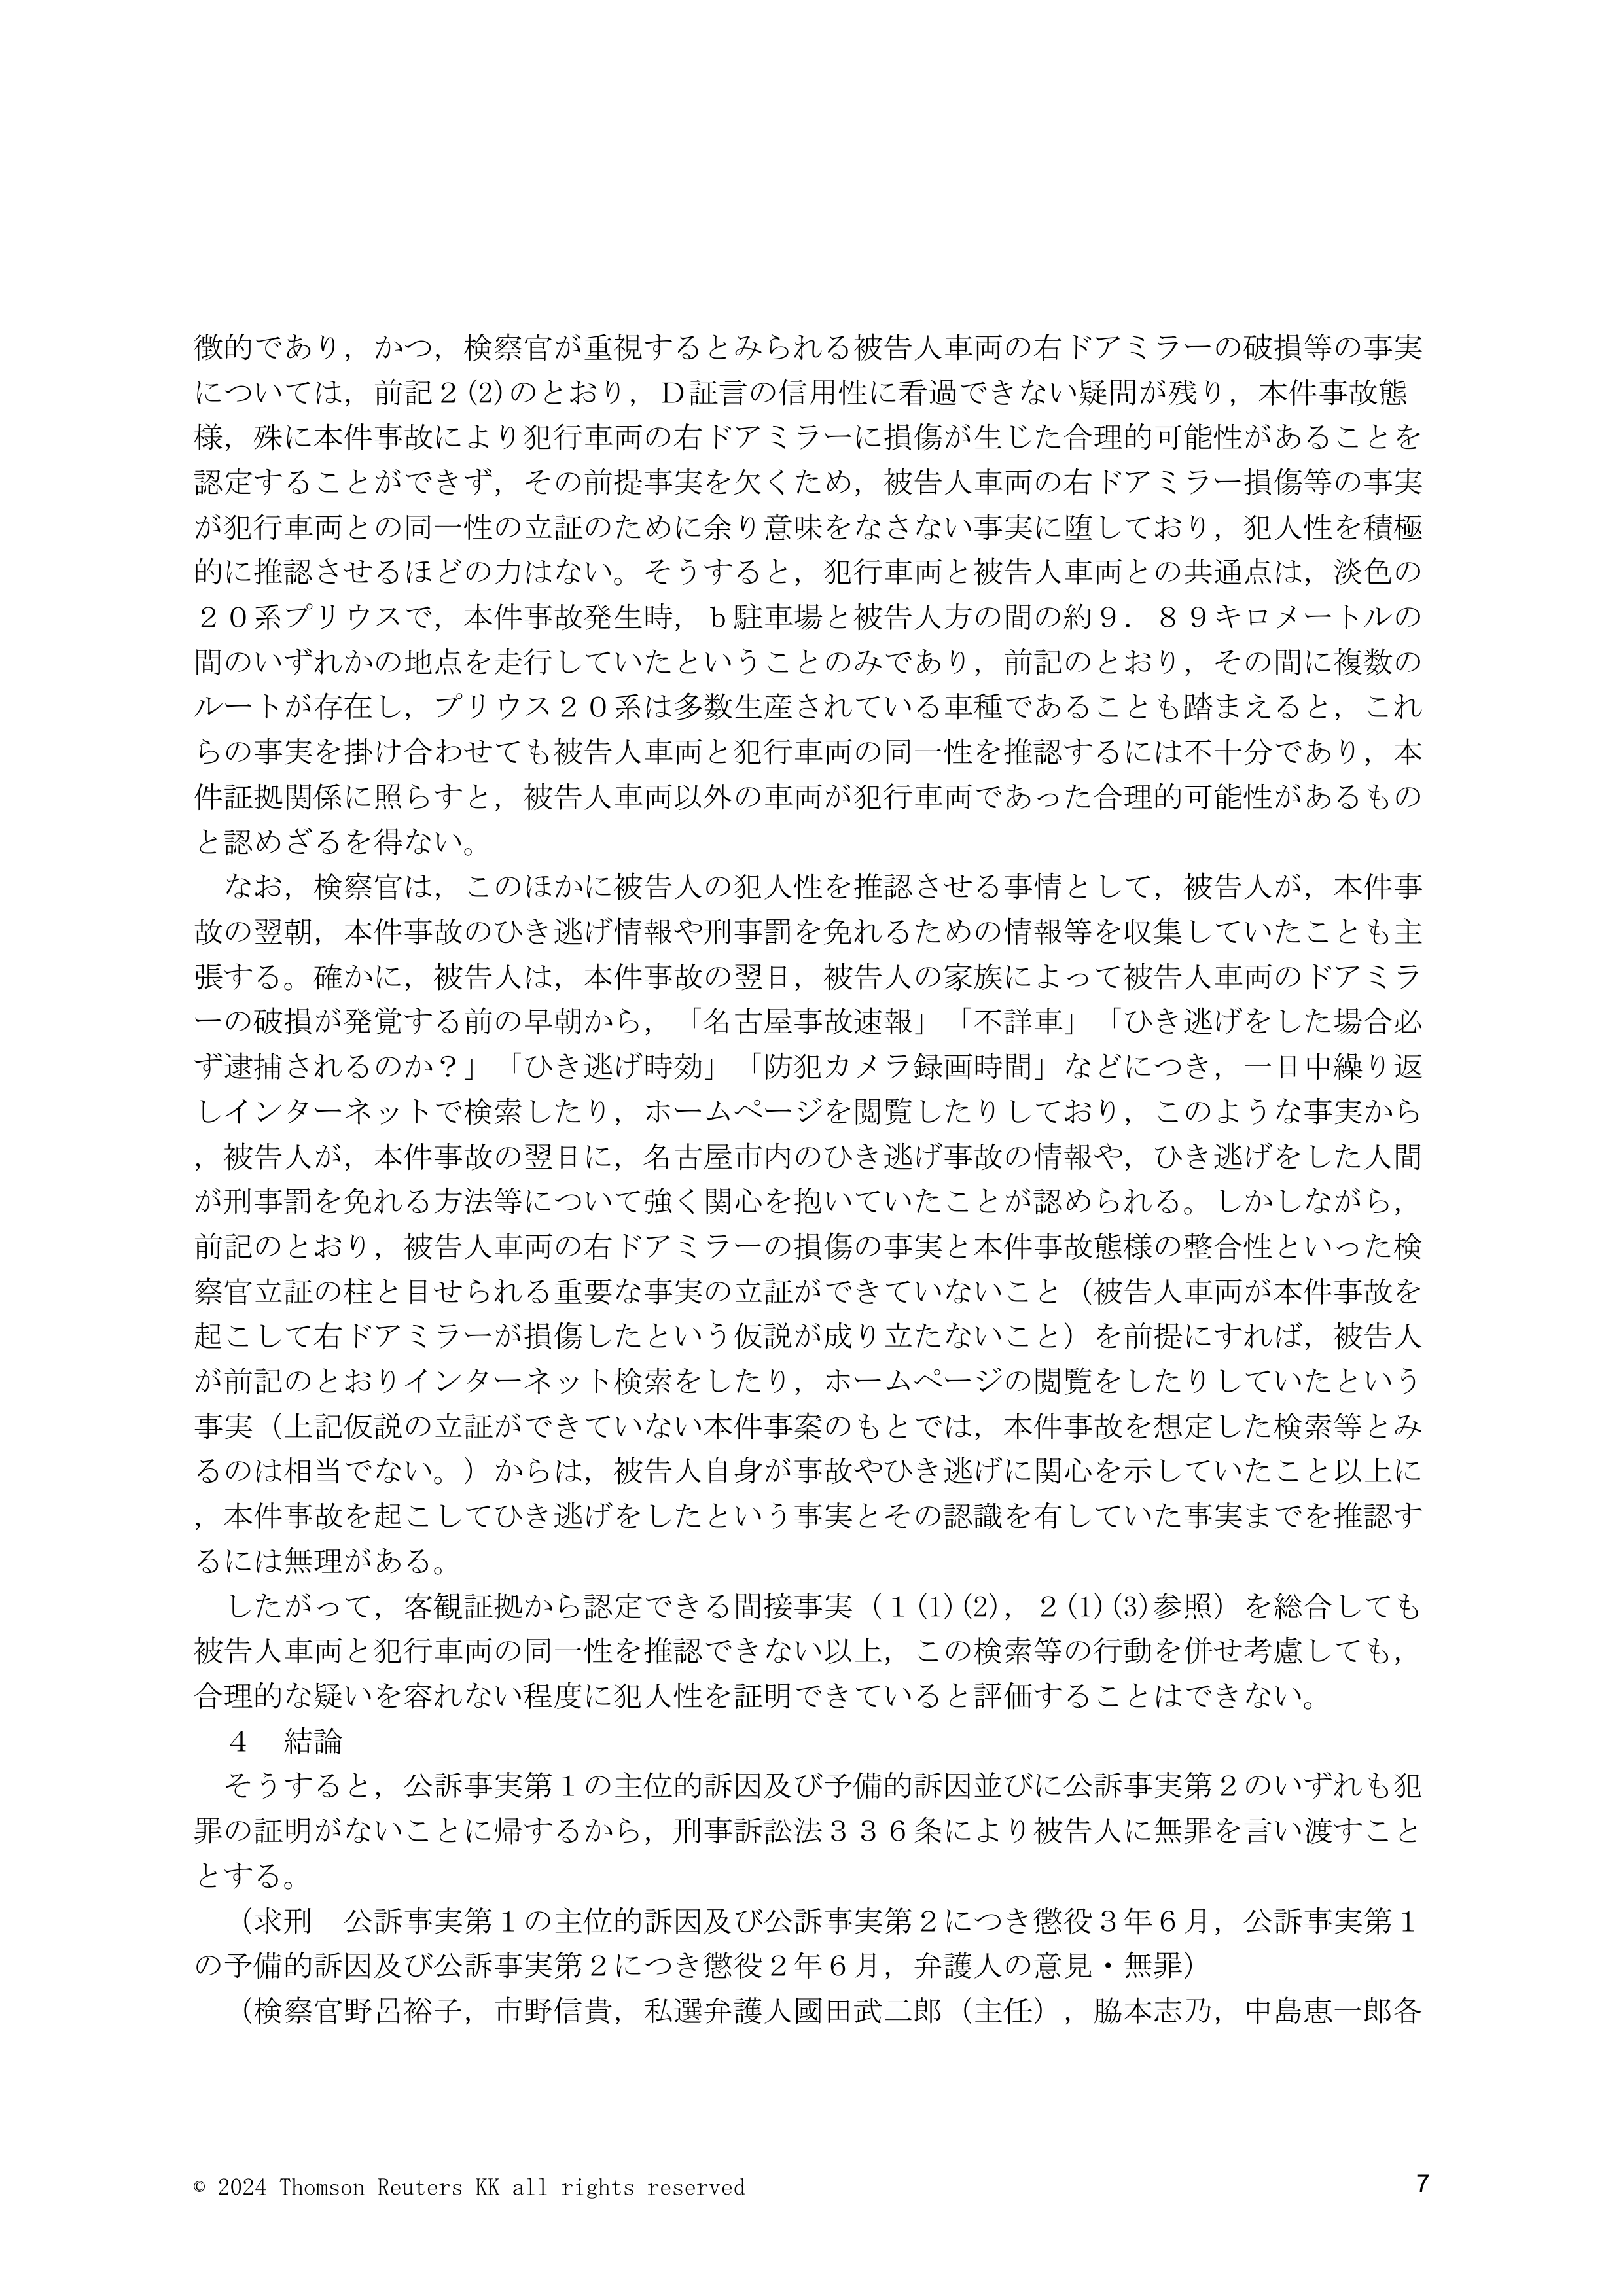 徴的であり，かつ，検察官が重視するとみられる被告人車両の右ドアミラーの破損等の事実
については，前記２(2)のとおり，Ｄ証言の信用性に看過できない疑問が残り，本件事故態
様，殊に本件事故により犯行車両の右ドアミラーに損傷が生じた合理的可能性があることを
認定することができず，その前提事実を欠くため，被告人車両の右ドアミラー損傷等の事実
が犯行車両との同一性の立証のために余り意味をなさない事実に堕しており，犯人性を積極
的に推認させるほどの力はない。そうすると，犯行車両と被告人車両との共通点は，淡色の
２０系プリウスで，本件事故発生時，ｂ駐車場と被告人方の間の約９．８９キロメートルの
間のいずれかの地点を走行していたということのみであり，前記のとおり，その間に複数の
ルートが存在し，プリウス２０系は多数生産されている車種であることも踏まえると，これ
らの事実を掛け合わせても被告人車両と犯行車両の同一性を推認するには不十分であり，本
件証拠関係に照らすと，被告人車両以外の車両が犯行車両であった合理的可能性があるもの
と認めざるを得ない。
　なお，検察官は，このほかに被告人の犯人性を推認させる事情として，被告人が，本件事
故の翌朝，本件事故のひき逃げ情報や刑事罰を免れるための情報等を収集していたことも主
張する。確かに，被告人は，本件事故の翌日，被告人の家族によって被告人車両のドアミラ
ーの破損が発覚する前の早朝から，「名古屋事故速報」「不詳車」「ひき逃げをした場合必
ず逮捕されるのか？」「ひき逃げ時効」「防犯カメラ録画時間」などにつき，一日中繰り返
しインターネットで検索したり，ホームページを閲覧したりしており，このような事実から
，被告人が，本件事故の翌日に，名古屋市内のひき逃げ事故の情報や，ひき逃げをした人間
が刑事罰を免れる方法等について強く関心を抱いていたことが認められる。しかしながら，
前記のとおり，被告人車両の右ドアミラーの損傷の事実と本件事故態様の整合性といった検
察官立証の柱と目せられる重要な事実の立証ができていないこと（被告人車両が本件事故を
起こして右ドアミラーが損傷したという仮説が成り立たないこと）を前提にすれば，被告人
が前記のとおりインターネット検索をしたり，ホームページの閲覧をしたりしていたという
事実（上記仮説の立証ができていない本件事案のもとでは，本件事故を想定した検索等とみ
るのは相当でない。）からは，被告人自身が事故やひき逃げに関心を示していたこと以上に
，本件事故を起こしてひき逃げをしたという事実とその認識を有していた事実までを推認す
るには無理がある。
　したがって，客観証拠から認定できる間接事実（１(1)(2)，２(1)(3)参照）を総合しても
被告人車両と犯行車両の同一性を推認できない以上，この検索等の行動を併せ考慮しても，
合理的な疑いを容れない程度に犯人性を証明できていると評価することはできない。
　４　結論
　そうすると，公訴事実第１の主位的訴因及び予備的訴因並びに公訴事実第２のいずれも犯
罪の証明がないことに帰するから，刑事訴訟法３３６条により被告人に無罪を言い渡すこと
とする。
　（求刑　公訴事実第１の主位的訴因及び公訴事実第２につき懲役３年６月，公訴事実第１
の予備的訴因及び公訴事実第２につき懲役２年６月，弁護人の意見・無罪）
　（検察官野呂裕子，市野信貴，私選弁護人國田武二郎（主任），脇本志乃，中島恵一郎各
© 2024 Thomson Reuters KK all rights reserved
7